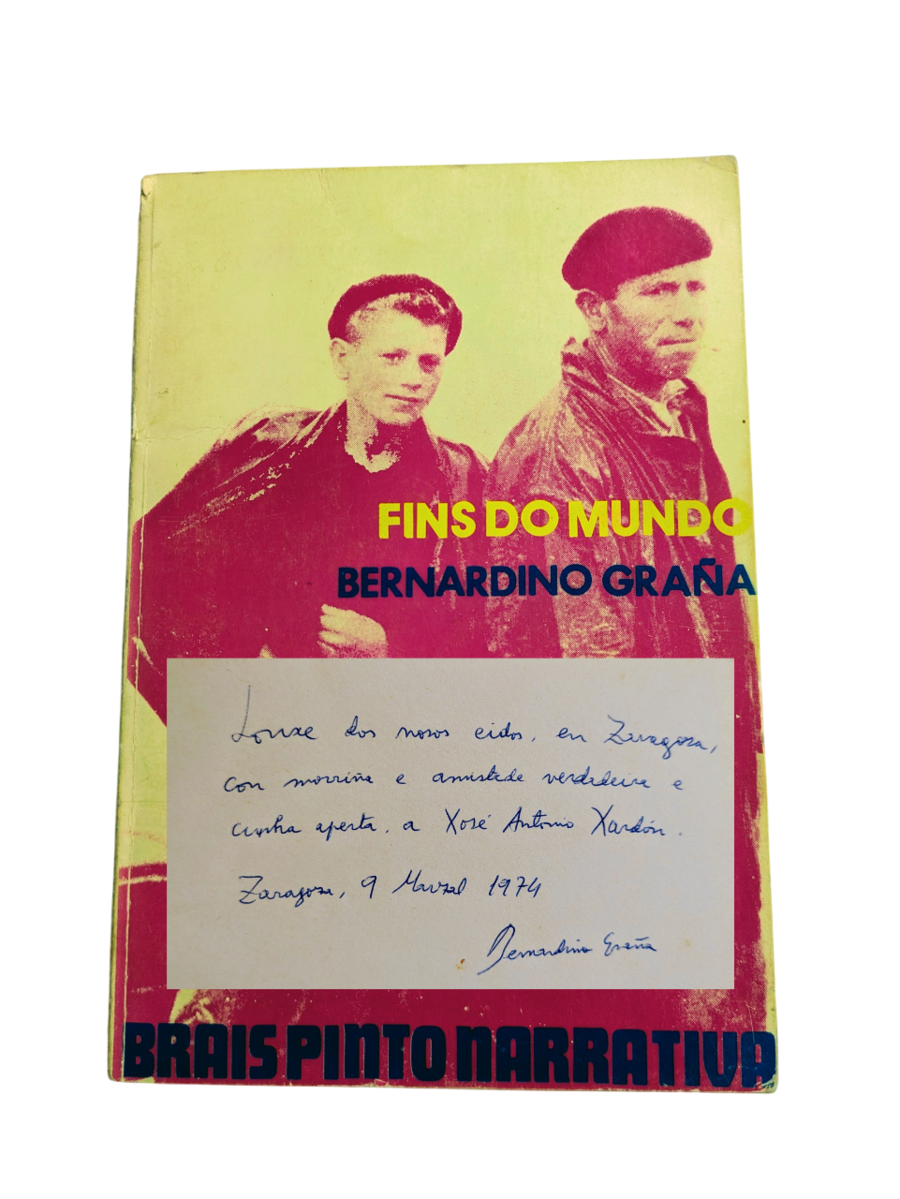 FINS DO MUNDO
BERNARDINO GRAÑA
Lonxe dos nosos eidos, en Zaragoza,
con morriña e amistade verdadeira e
cunha aperta, a Xosé Antonio Xardón.
Zaragoza, 9 Marzal 1974
Bernardino Graña
BRAIS PINTO NARRATIVA